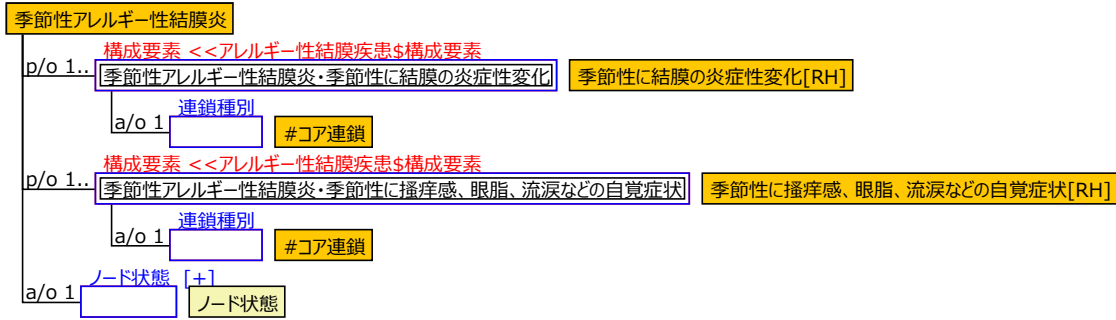 季節性アレルギー性結膜炎
構成要素 <<アレルギー性結膜疾患$構成要素
p/o 1.. 季節性アレルギー性結膜炎・季節性に結膜の炎症性変化 季節性に結膜の炎症性変化[RH]
連鎖種別
a/o 1 #コア連鎖
構成要素 <<アレルギー性結膜疾患$構成要素
p/o 1.. 季節性アレルギー性結膜炎・季節性に掻痒感、眼脂、流涙などの自覚症状 季節性に掻痒感、眼脂、流涙などの自覚症状[RH]
連鎖種別
a/o 1 #コア連鎖
ノード状態 [+]
a/o 1 ノード状態